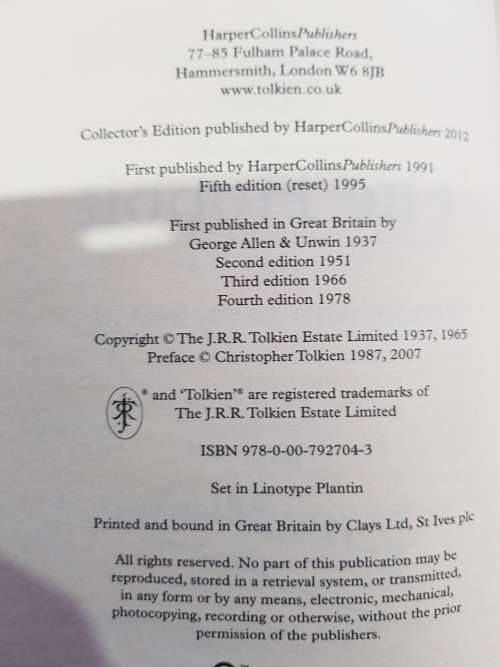 HarperCollinsPublishers
77–85 Fulham Palace Road,
Hammersmith, London W6 8JB
www.tolkien.co.uk
Collector's Edition published by HarperCollinsPublishers 2012
First published by HarperCollinsPublishers 1991
Fifth edition (reset) 1995
First published in Great Britain by
George Allen & Unwin 1937
Second edition 1951
Third edition 1966
Fourth edition 1978
Copyright © The J.R.R. Tolkien Estate Limited 1937, 1965
Preface © Christopher Tolkien 1987, 2007
® and 'Tolkien'® are registered trademarks of
The J.R.R. Tolkien Estate Limited
ISBN 978-0-00-792704-3
Set in Linotype Plantin
Printed and bound in Great Britain by Clays Ltd, St Ives plc
All rights reserved. No part of this publication may be
reproduced, stored in a retrieval system, or transmitted,
in any form or by any means, electronic, mechanical,
photocopying, recording or otherwise, without the prior
permission of the publishers.